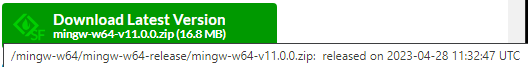 Download Latest Version
mingw-w64-v11.0.0.zip (16.8 MB)
SF
/mingw-w64/mingw-w64-release/mingw-w64-v11.0.0.zip: released on 2023-04-28 11:32:47 UTC